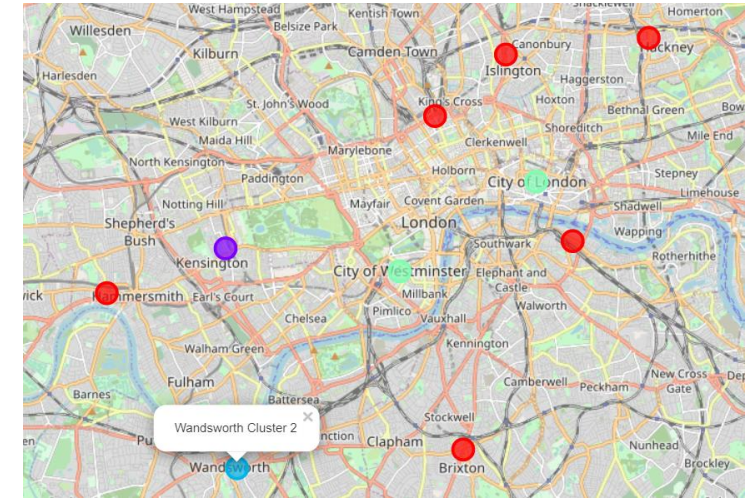 West Hampstead
Belsize Park
Kentish Town
Homerton
Willesden
Kilburn
Camden Town
Canonbury
Islington
Harlesden
Haggerston
St. John's Wood
King's Cross
Hoxton
Bethnal Green
Bow
West Kilburn
Shoreditch
Mile End
Maida Hill
Clerkenwell
Marylebone
North Kensington
Paddington
Holborn
City of London
Stepney
Limehouse
Notting Hill
Mayfair
Covent Garden
Shadwell
Shepherd's
Bush
London
Wapping
Southwark
Rotherhithe
Kensington
City of Westminster
Elephant and
Castle
Hammersmith
Earl's Court
Millbank
Walworth
Chelsea
Pimlico
Vauxhall
Walham Green
Kennington
Fulham
Camberwell
Peckham
New Cross
Gate
Barnes
Battersea
Stockwell
Wandsworth Cluster 2
×
nction
Clapham
Nunhead
Wandsworth
Brixton
Brockley